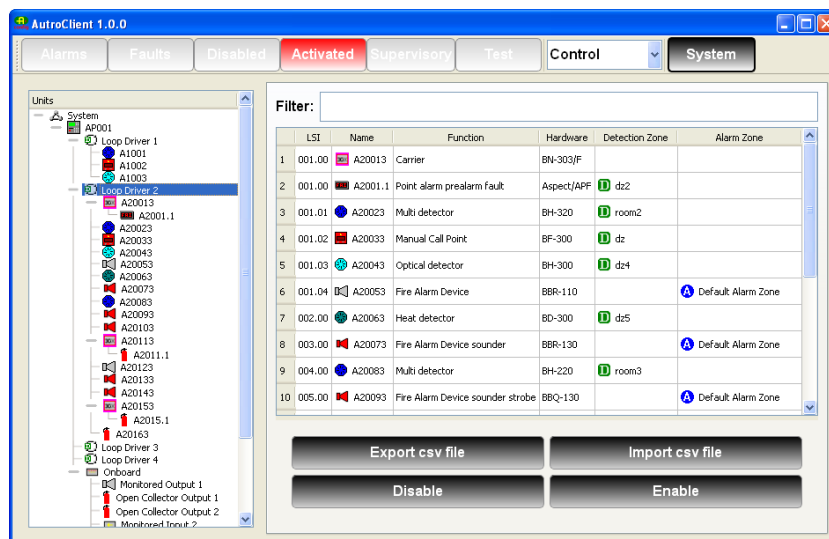 AutroClient 1.0.0
Alarms Faults Disabled Activated Supervisory Test Control System
Units
System
AP001
Loop Driver 1
A1001
A1002
A1003
Loop Driver 2
A20013
A2001.1
A20023
A20033
A20043
A20053
A20063
A20073
A20083
A20093
A20103
A20113
A2011.1
A20123
A20133
A20143
A20153
A2015.1
A20163
Loop Driver 3
Loop Driver 4
Onboard
Monitored Output 1
Open Collector Output 1
Open Collector Output 2
Monitored Input 2
Filter:
LSI Name Function Hardware Detection Zone Alarm Zone
1 001.00 A20013 Carrier BN-303/F
2 001.00 A2001.1 Point alarm prealarm fault Aspect/APF D dz2
3 001.01 A20023 Multi detector BH-320 D room2
4 001.02 A20033 Manual Call Point BF-300 D dz
5 001.03 A20043 Optical detector BH-300 D dz4
6 001.04 A20053 Fire Alarm Device BBR-110 A Default Alarm Zone
7 002.00 A20063 Heat detector BD-300 D dz5
8 003.00 A20073 Fire Alarm Device sounder BBR-130 A Default Alarm Zone
9 004.00 A20083 Multi detector BH-220 D room3
10 005.00 A20093 Fire Alarm Device sounder strobe BBQ-130 A Default Alarm Zone
Export csv file Import csv file
Disable Enable